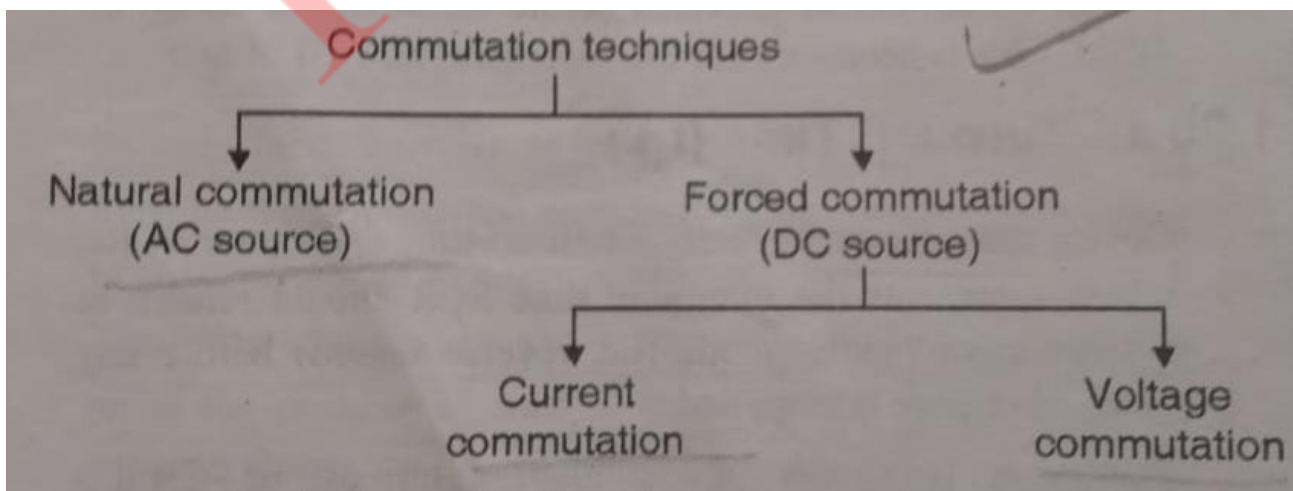 Commutation techniques
Natural commutation
(AC source)
Forced commutation
(DC source)
Current
commutation
Voltage
commutation